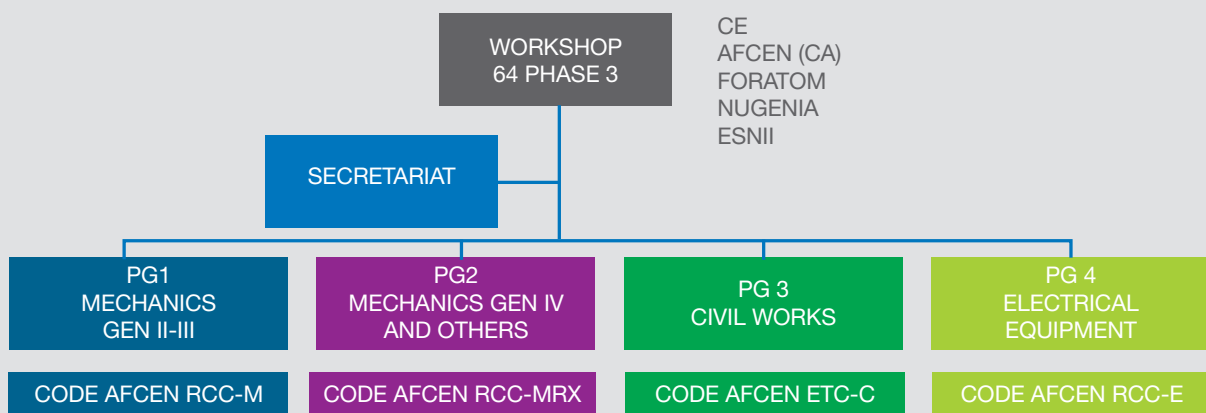 WORKSHOP
64 PHASE 3
CE
AFCEN (CA)
FORATOM
NUGENIA
ESNII
SECRETARIAT
PG1
MECHANICS
GEN II-III
PG2
MECHANICS GEN IV
AND OTHERS
PG 3
CIVIL WORKS
PG 4
ELECTRICAL
EQUIPMENT
CODE AFCEN RCC-M
CODE AFCEN RCC-MRX
CODE AFCEN ETC-C
CODE AFCEN RCC-E